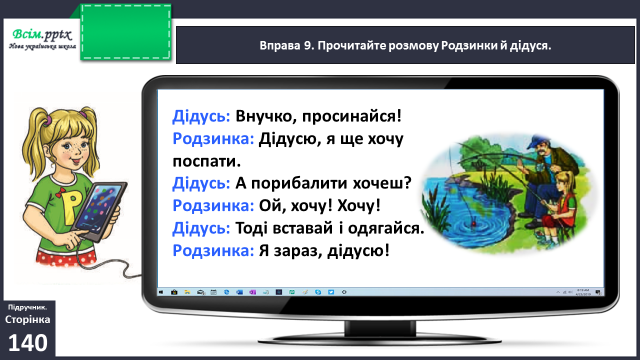 Всім.pptx
Нова українська школа
Вправа 9. Прочитайте розмову Родзинки й дідуся.
Дідусь: Внучко, просинайся!
Родзинка: Дідусю, я ще хочу
поспати.
Дідусь: А порибалити хочеш?
Родзинка: Ой, хочу! Хочу!
Дідусь: Тоді вставай і одягайся.
Родзинка: Я зараз, дідусю!
Р
Підручник.
Сторінка
140